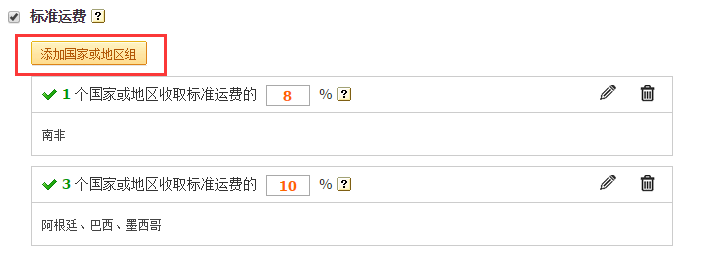 标准运费 ?
添加国家或地区组
1 个国家或地区收取标准运费的 8 % ?
南非
3 个国家或地区收取标准运费的 10 % ?
阿根廷、巴西、墨西哥